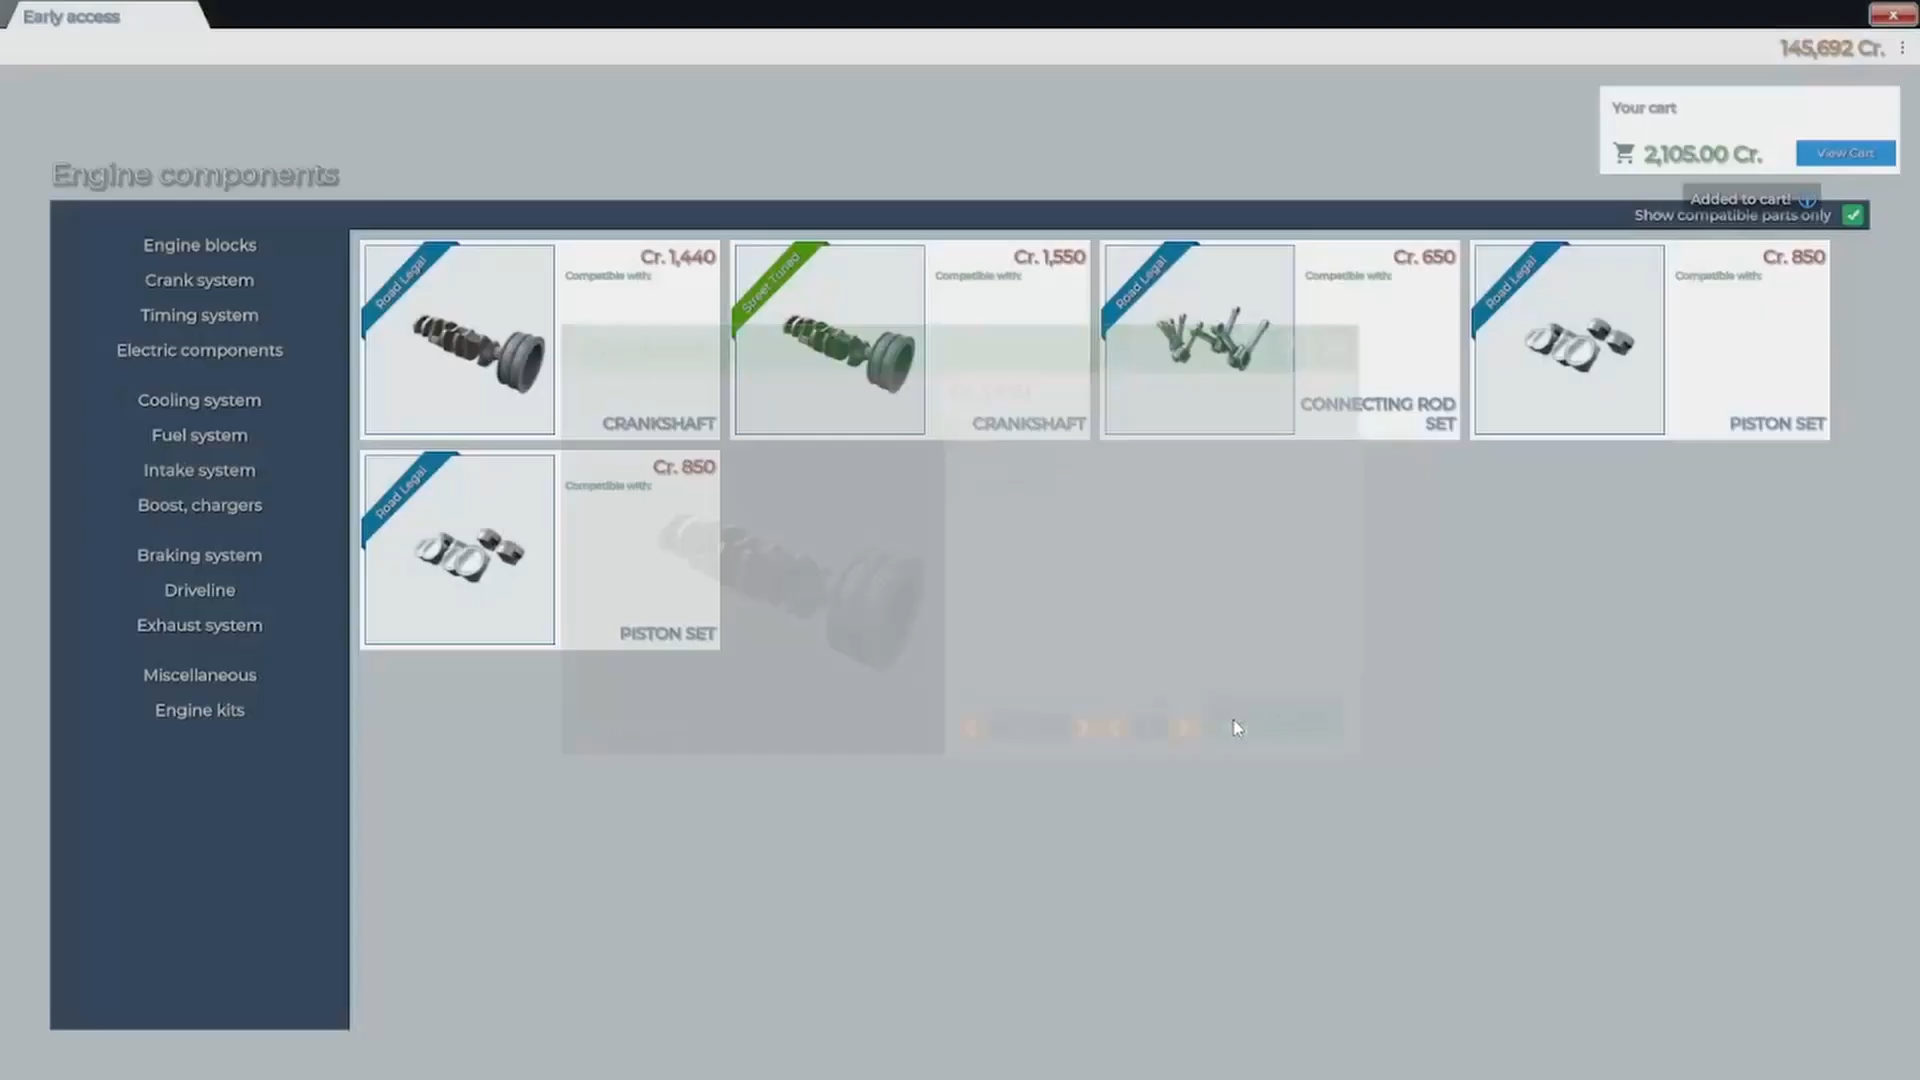 Early access
x
145,692 Cr.
Your cart
2,105.00 Cr.
View Cart
Engine components
Added to cart!
Show compatible parts only
Engine blocks
Crank system
Timing system
Electric components
Cooling system
Fuel system
Intake system
Boost, chargers
Braking system
Driveline
Exhaust system
Miscellaneous
Engine kits
Road Legal
Cr. 1,440
Compatible with:
CRANKSHAFT
Street Tuned
Cr. 1,550
Compatible with:
CRANKSHAFT
Road Legal
Cr. 650
Compatible with:
CONNECTING ROD
SET
Road Legal
Cr. 850
Compatible with:
PISTON SET
Road Legal
Cr. 850
Compatible with:
PISTON SET